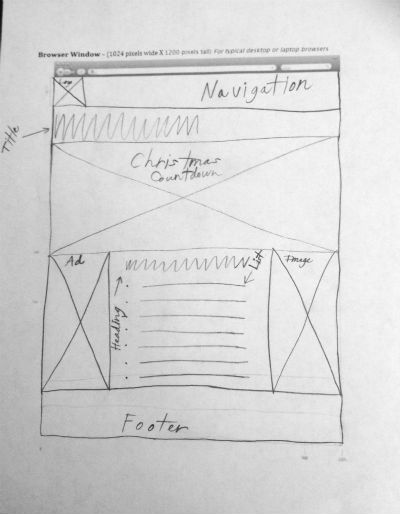 Browser Window - (1024 pixels wide X 1200 pixels tall) For typical desktop or laptop browsers
Navigation
Title
Christmas
Countdown
Ad
List
Image
Heading
Footer